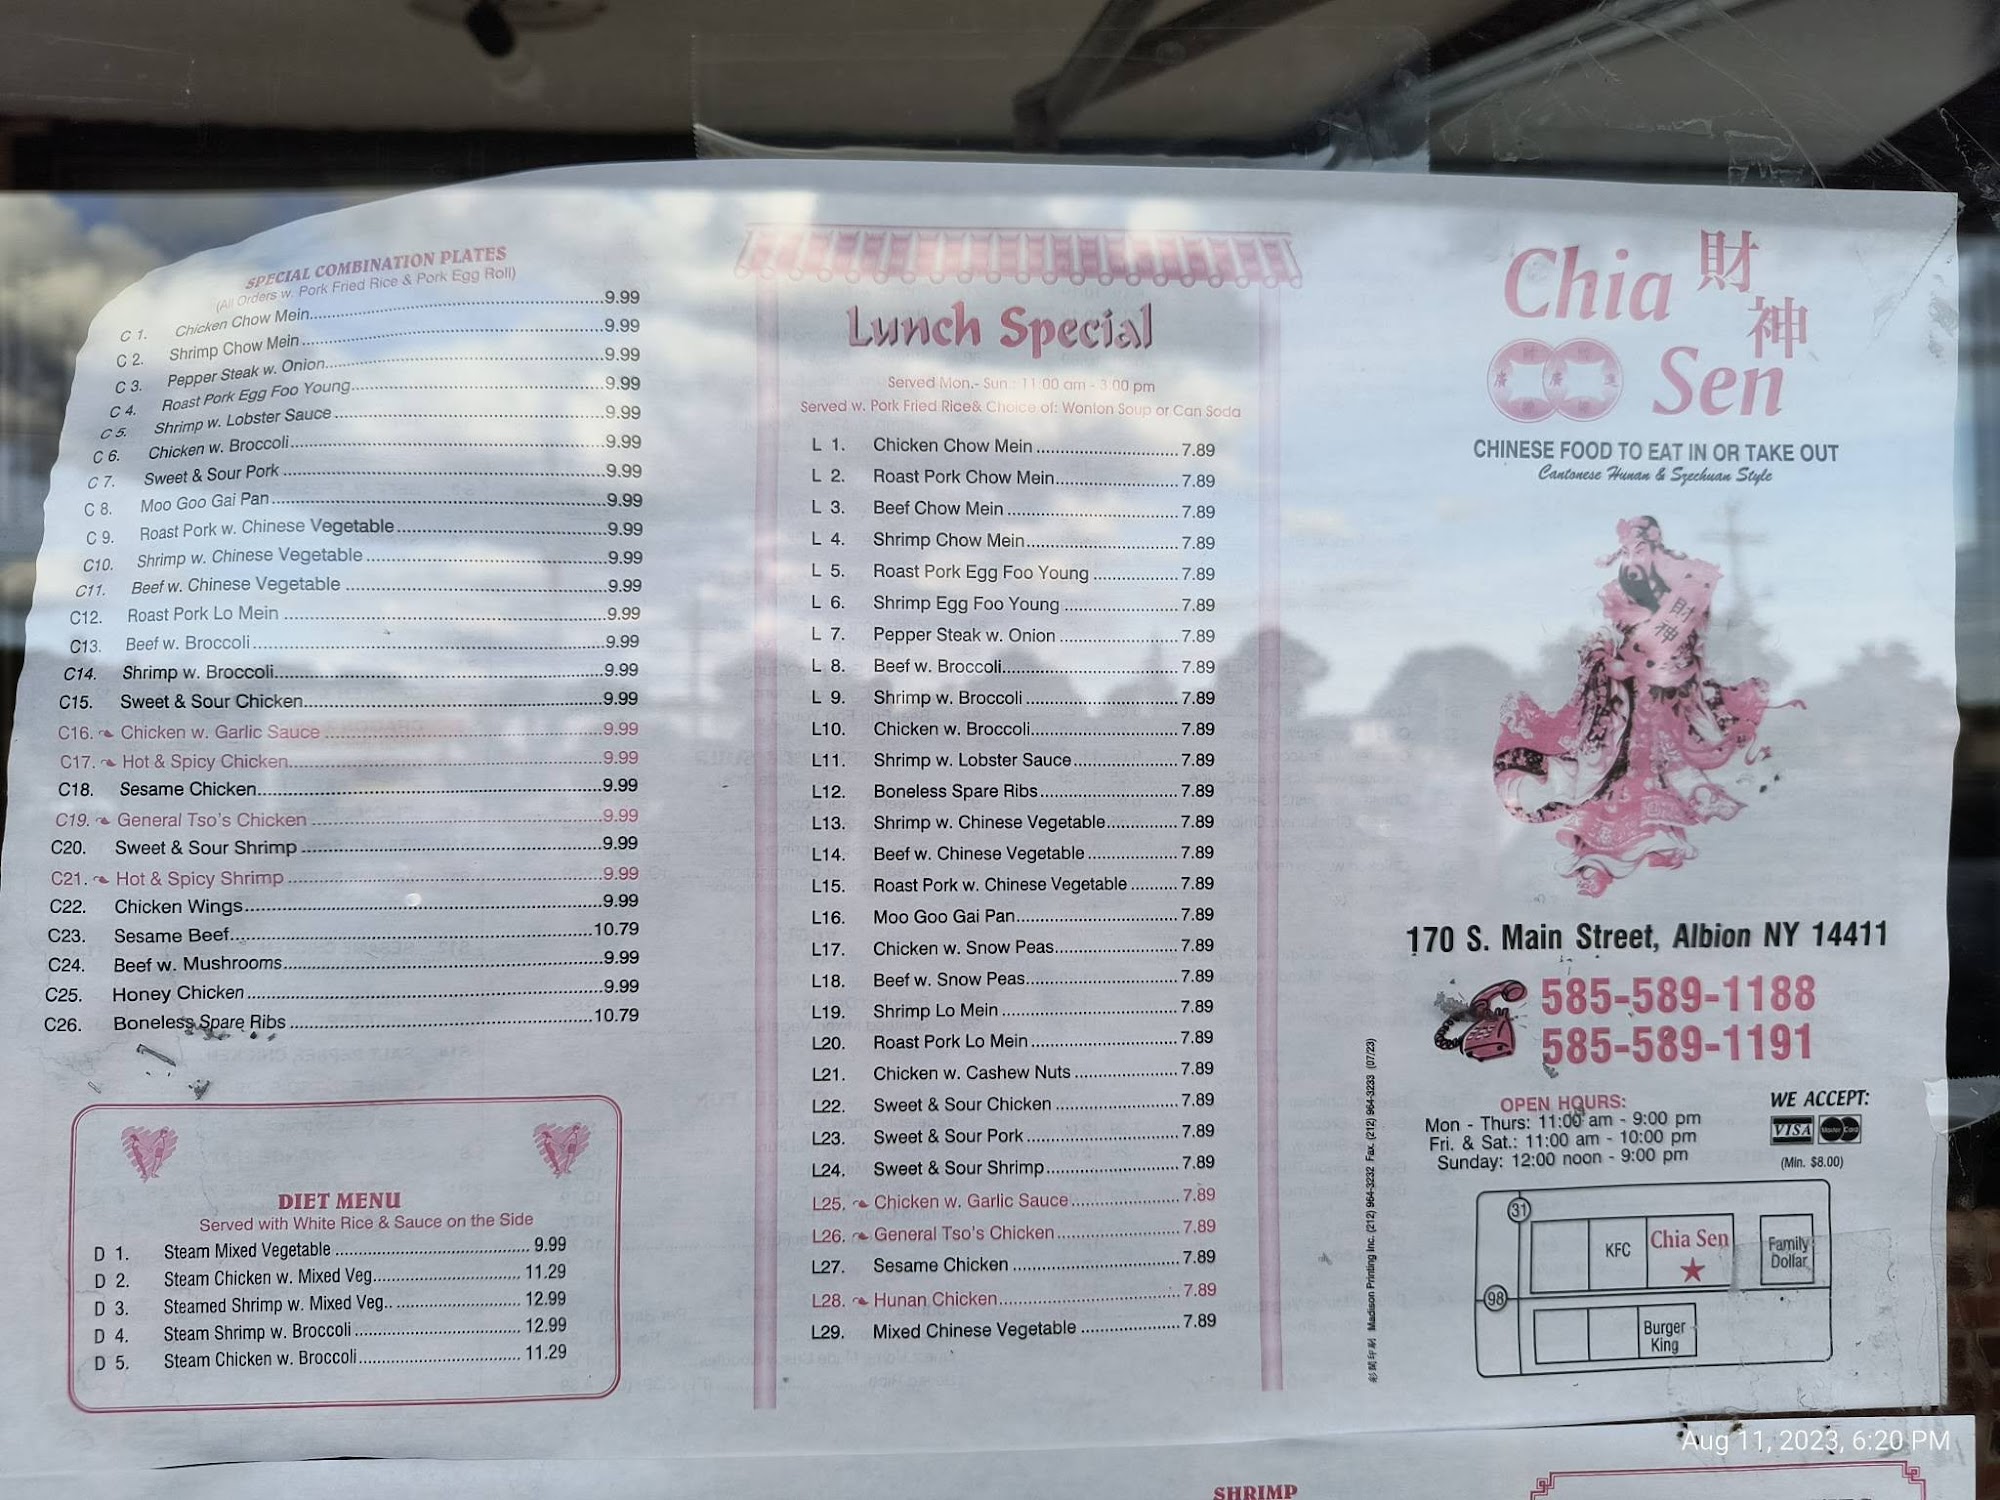 SPECIAL COMBINATION PLATES
(All Orders w. Pork Fried Rice & Pork Egg Roll)
C 1. Chicken Chow Mein 9.99
C 2. Shrimp Chow Mein 9.99
C 3. Pepper Steak w. Onion 9.99
C 4. Roast Pork Egg Foo Young 9.99
C 5. Shrimp w. Lobster Sauce 9.99
C 6. Chicken w. Broccoli 9.99
C 7. Sweet & Sour Pork 9.99
C 8. Moo Goo Gai Pan 9.99
C 9. Roast Pork w. Chinese Vegetable 9.99
C10. Shrimp w. Chinese Vegetable 9.99
C11. Beef w. Chinese Vegetable 9.99
C12. Roast Pork Lo Mein 9.99
C13. Beef w. Broccoli 9.99
C14. Shrimp w. Broccoli 9.99
C15. Sweet & Sour Chicken 9.99
C16. Chicken w. Garlic Sauce 9.99
C17. Hot & Spicy Chicken 9.99
C18. Sesame Chicken 9.99
C19. General Tso's Chicken 9.99
C20. Sweet & Sour Shrimp 9.99
C21. Hot & Spicy Shrimp 9.99
C22. Chicken Wings 9.99
C23. Sesame Beef 10.79
C24. Beef w. Mushrooms 9.99
C25. Honey Chicken 9.99
C26. Boneless Spare Ribs 10.79
DIET MENU
Served with White Rice & Sauce on the Side
D 1. Steam Mixed Vegetable 9.99
D 2. Steam Chicken w. Mixed Veg. 11.29
D 3. Steamed Shrimp w. Mixed Veg. 12.99
D 4. Steam Shrimp w. Broccoli 12.99
D 5. Steam Chicken w. Broccoli 11.29
Lunch Special
Served Mon.- Sun.: 11:00 am - 3:00 pm
Served w. Pork Fried Rice& Choice of: Wonton Soup or Can Soda
L 1. Chicken Chow Mein 7.89
L 2. Roast Pork Chow Mein 7.89
L 3. Beef Chow Mein 7.89
L 4. Shrimp Chow Mein 7.89
L 5. Roast Pork Egg Foo Young 7.89
L 6. Shrimp Egg Foo Young 7.89
L 7. Pepper Steak w. Onion 7.89
L 8. Beef w. Broccoli 7.89
L 9. Shrimp w. Broccoli 7.89
L10. Chicken w. Broccoli 7.89
L11. Shrimp w. Lobster Sauce 7.89
L12. Boneless Spare Ribs 7.89
L13. Shrimp w. Chinese Vegetable 7.89
L14. Beef w. Chinese Vegetable 7.89
L15. Roast Pork w. Chinese Vegetable 7.89
L16. Moo Goo Gai Pan 7.89
L17. Chicken w. Snow Peas 7.89
L18. Beef w. Snow Peas 7.89
L19. Shrimp Lo Mein 7.89
L20. Roast Pork Lo Mein 7.89
L21. Chicken w. Cashew Nuts 7.89
L22. Sweet & Sour Chicken 7.89
L23. Sweet & Sour Pork 7.89
L24. Sweet & Sour Shrimp 7.89
L25. Chicken w. Garlic Sauce 7.89
L26. General Tso's Chicken 7.89
L27. Sesame Chicken 7.89
L28. Hunan Chicken 7.89
L29. Mixed Chinese Vegetable 7.89
Madison Printing Inc. (212) 964-3232 Fax. (212) 964-3233 (07/23)
Chia 財
神
Sen
CHINESE FOOD TO EAT IN OR TAKE OUT
Cantonese Hunan & Szechuan Style
財
神
170 S. Main Street, Albion NY 14411
585-589-1188
585-589-1191
OPEN HOURS:
Mon - Thurs: 11:00 am - 9:00 pm
Fri. & Sat.: 11:00 am - 10:00 pm
Sunday: 12:00 noon - 9:00 pm
WE ACCEPT:
VISA MasterCard
(Min. $8.00)
31
KFC
Chia Sen
Family
Dollar
98
Burger
King
Aug 11, 2023, 6:20 PM
SHRIMP